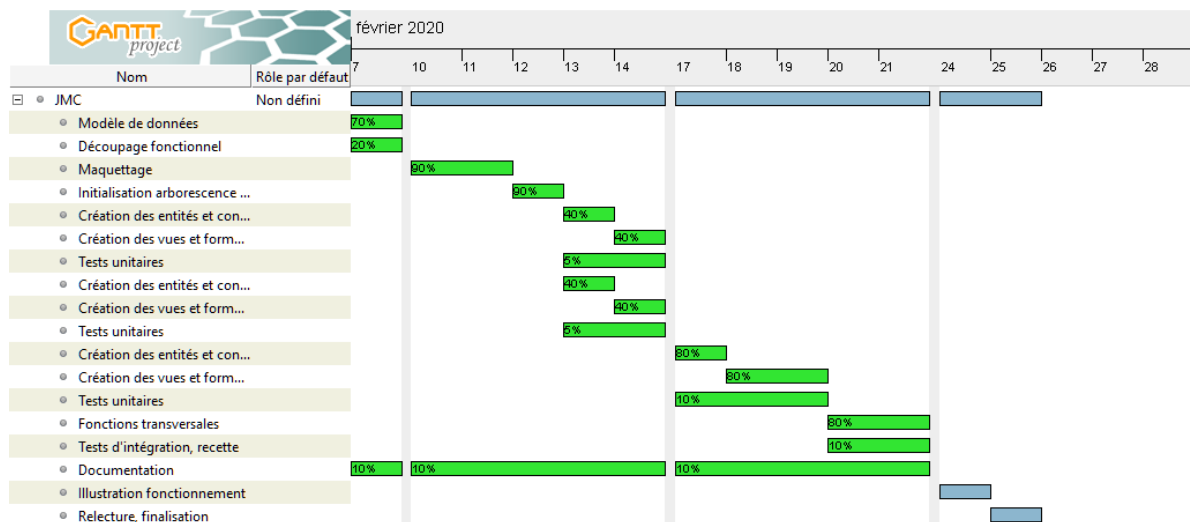 GANTT
project
février 2020
7 10 11 12 13 14 17 18 19 20 21 24 25 26 27 28
Nom Rôle par défaut
JMC Non défini
Modèle de données 70%
Découpage fonctionnel 20%
Maquettage 90%
Initialisation arborescence ... 90%
Création des entités et con... 40%
Création des vues et form... 40%
Tests unitaires 5%
Création des entités et con... 40%
Création des vues et form... 40%
Tests unitaires 5%
Création des entités et con... 80%
Création des vues et form... 80%
Tests unitaires 10%
Fonctions transversales 80%
Tests d'intégration, recette 10%
Documentation 10% 10% 10%
Illustration fonctionnement
Relecture, finalisation